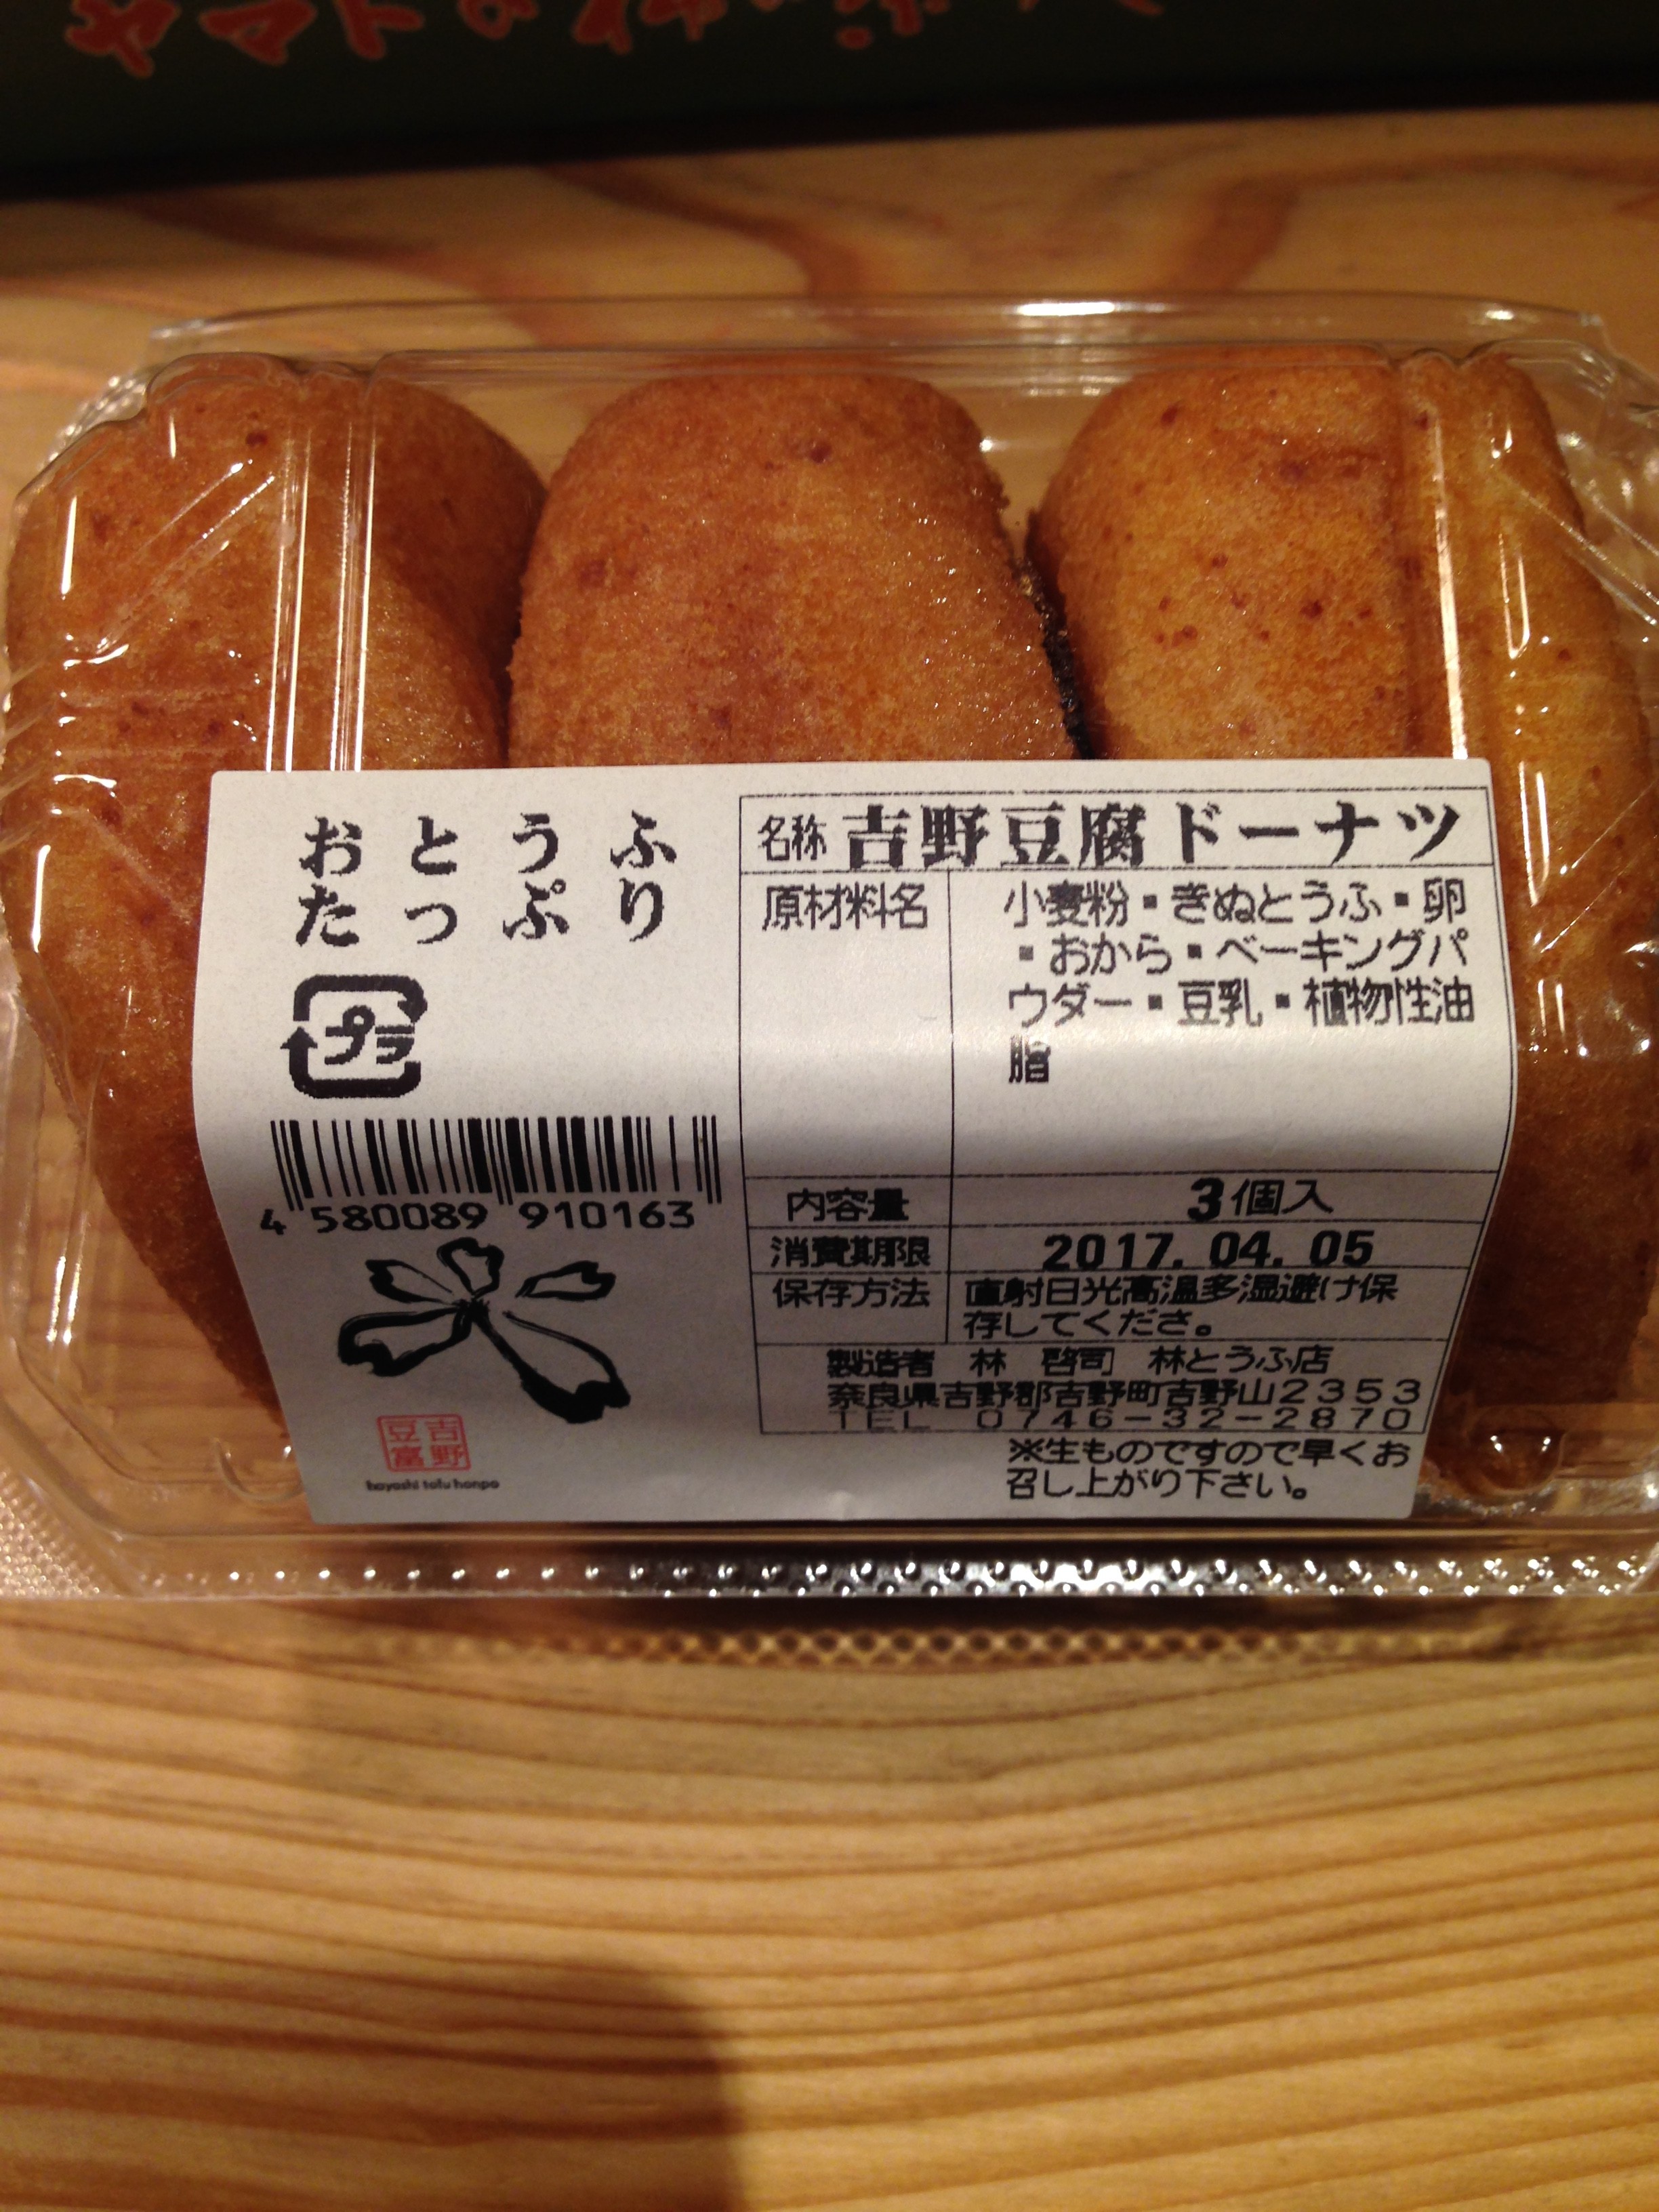 おとうふ
たっぷり
プラ
4 580089 910163
吉野
豆富
hayashi tofu honpo
名称 吉野豆腐ドーナツ
原材料名 小麦粉・きぬとうふ・卵
・おから・ベーキングパ
ウダー・豆乳・植物性油
脂
内容量 3個入
消費期限 2017.04.05
保存方法 直射日光高温多湿避け保
存してくださ。
製造者 林 啓司 林とうふ店
奈良県吉野郡吉野町吉野山2353
TEL 0746-32-2870
※生ものですので早くお
召し上がり下さい。